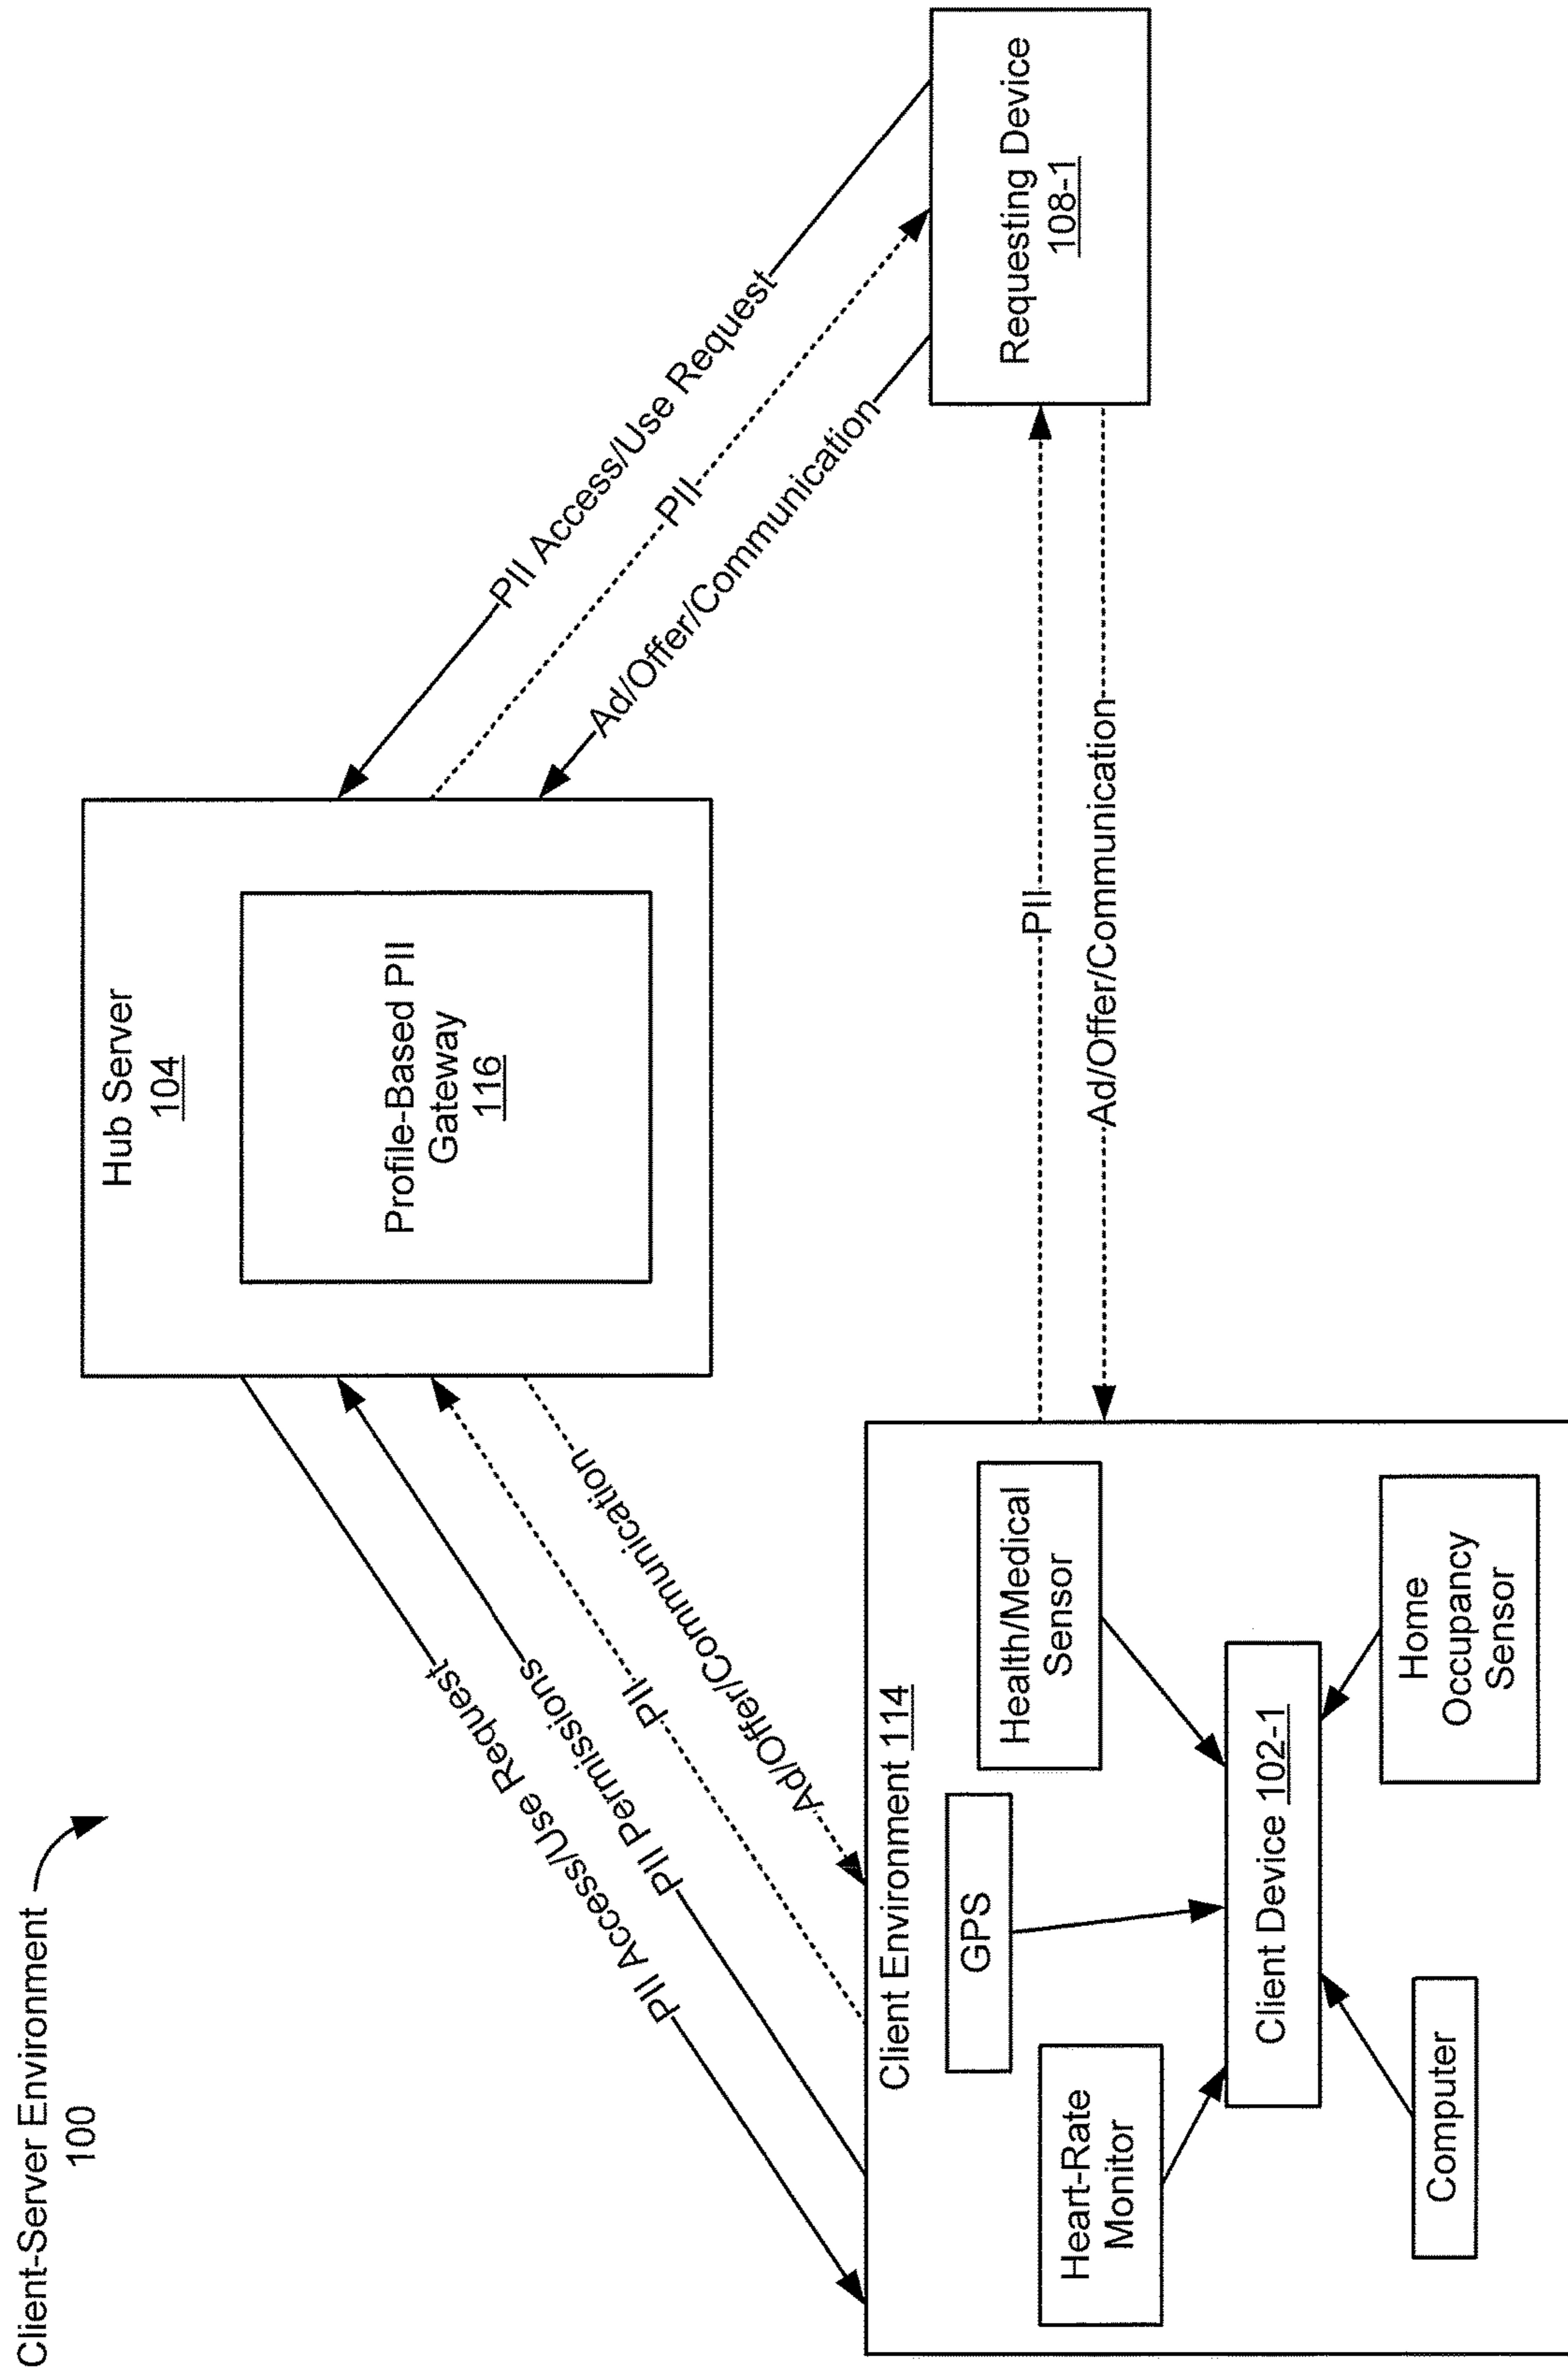 Client-Server Environment
100
Hub Server
104
Profile-Based PII
Gateway
116
PII Access/Use Request
PII Permissions
PII
Ad/Offer/Communication
PII Access/Use Request
PII
Ad/Offer/Communication
Client Environment 114
Heart-Rate
Monitor
GPS
Health/Medical
Sensor
Client Device 102-1
Computer
Home
Occupancy
Sensor
PII
Ad/Offer/Communication
Requesting Device
108-1